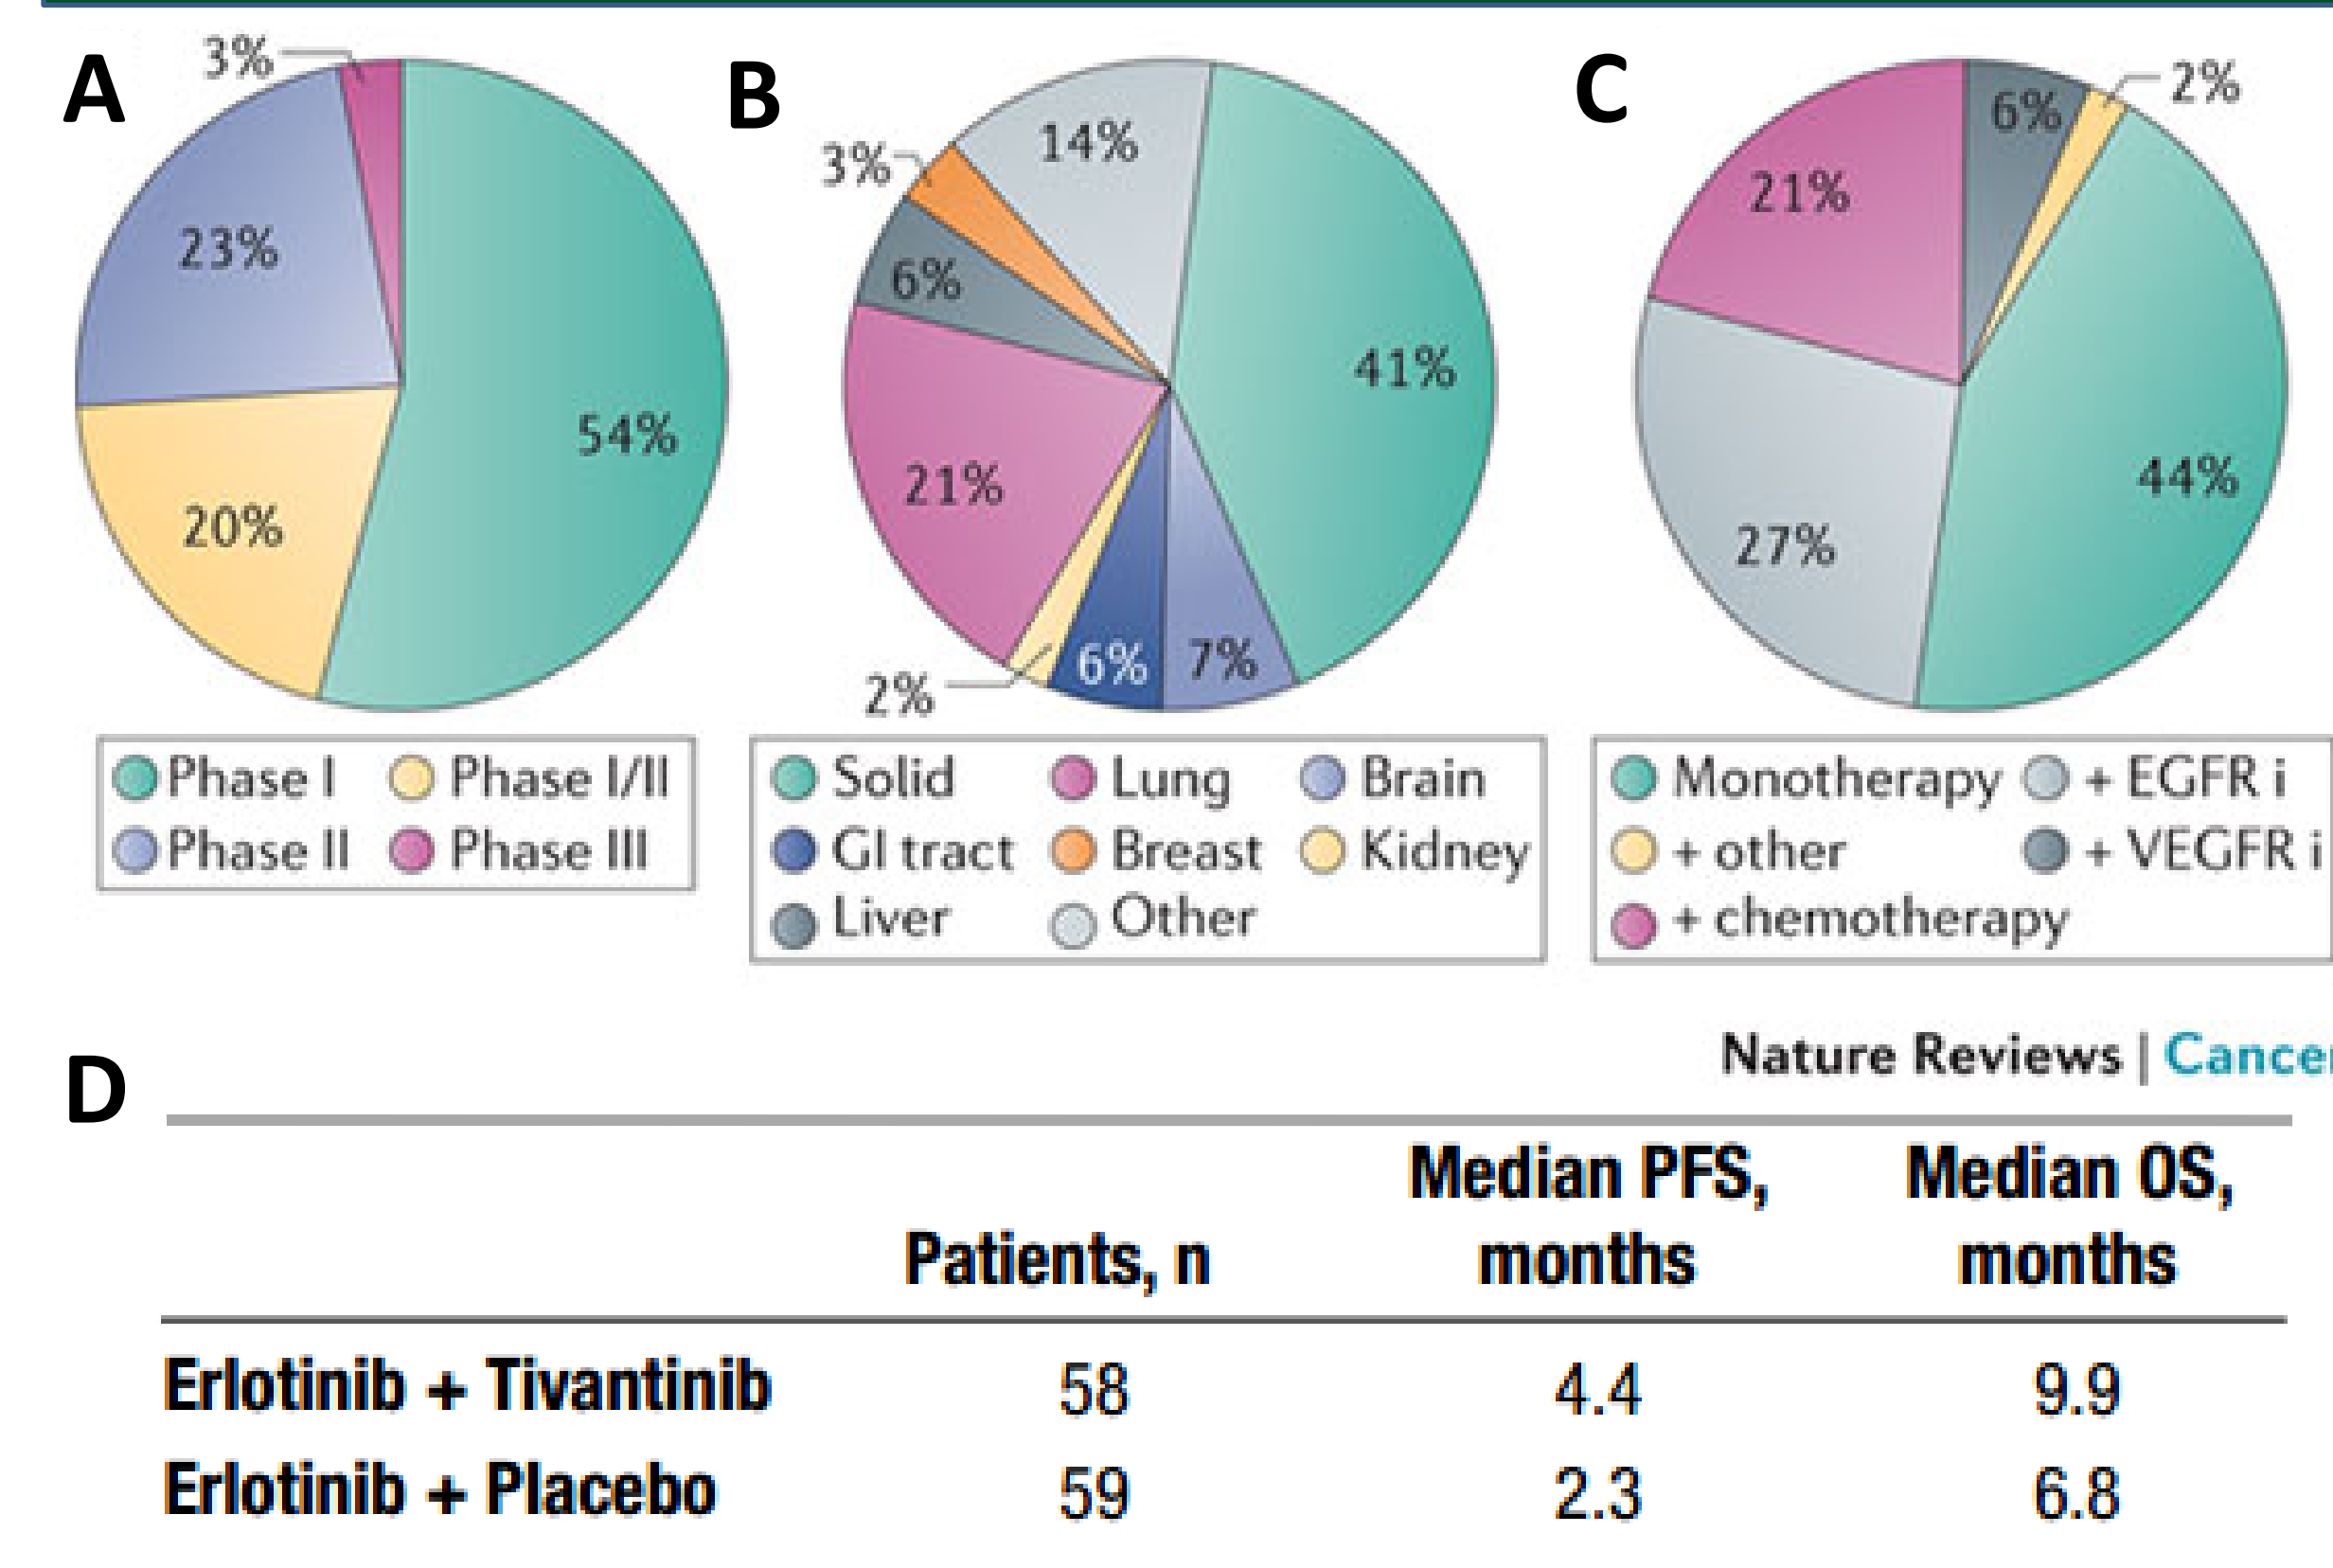 A
3%
23%
54%
20%
Phase I
Phase I/II
Phase II
Phase III
B
14%
3%
6%
41%
21%
2%
6%
7%
Solid
Lung
Brain
GI tract
Breast
Kidney
Liver
Other
C
6%
2%
21%
44%
27%
Monotherapy
+ EGFR i
+ other
+ VEGFR i
+ chemotherapy
Nature Reviews | Cancer
D
Median PFS, Median OS,
Patients, n months months
Erlotinib + Tivantinib 58 4.4 9.9
Erlotinib + Placebo 59 2.3 6.8